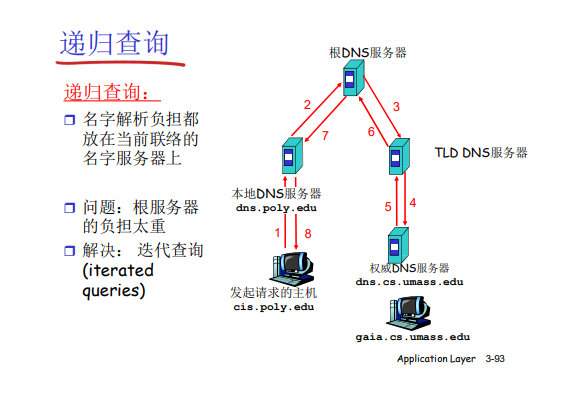 递归查询
递归查询：
名字解析负担都
放在当前联络的
名字服务器上
问题：根服务器
的负担太重
解决： 迭代查询
(iterated
queries)
根DNS服务器
2
3
7
6
TLD DNS服务器
本地DNS服务器
dns.poly.edu
5
4
1
8
权威DNS服务器
dns.cs.umass.edu
发起请求的主机
cis.poly.edu
gaia.cs.umass.edu
Application Layer 3-93